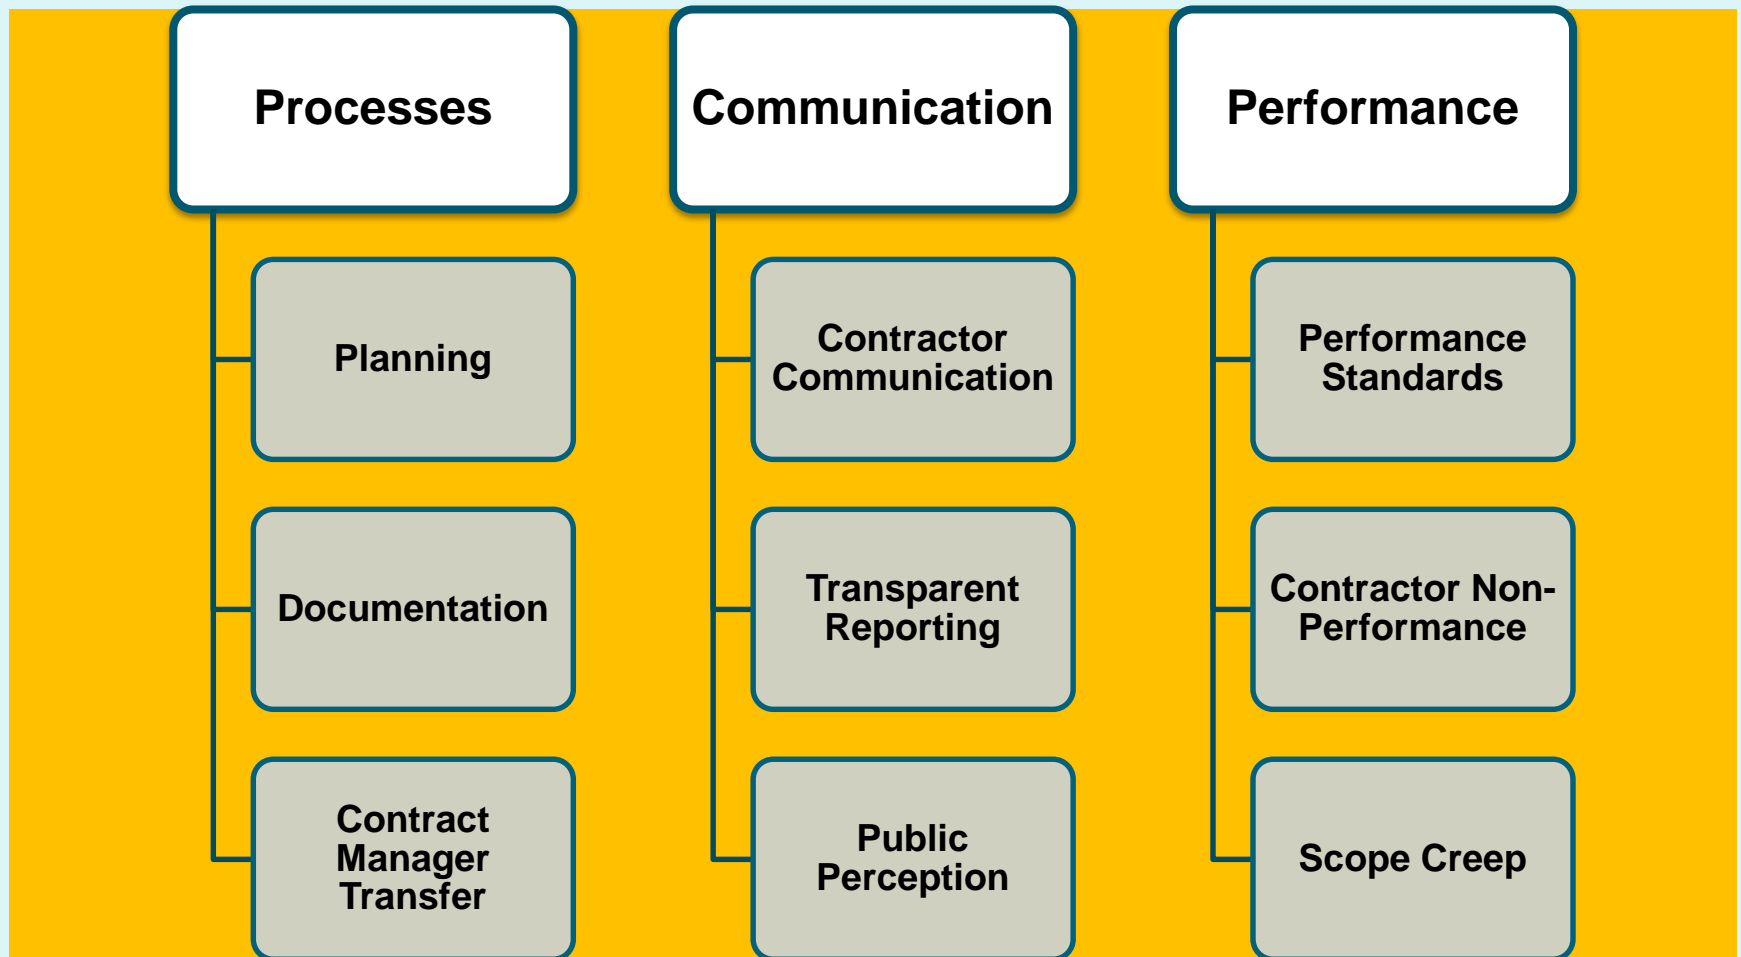 Processes
Planning
Documentation
Contract
Manager
Transfer
Communication
Contractor
Communication
Transparent
Reporting
Public
Perception
Performance
Performance
Standards
Contractor Non-
Performance
Scope Creep